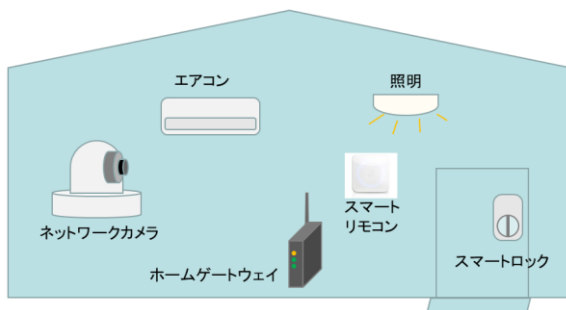 エアコン
照明
ネットワークカメラ
スマート
リモコン
ホームゲートウェイ
スマートロック